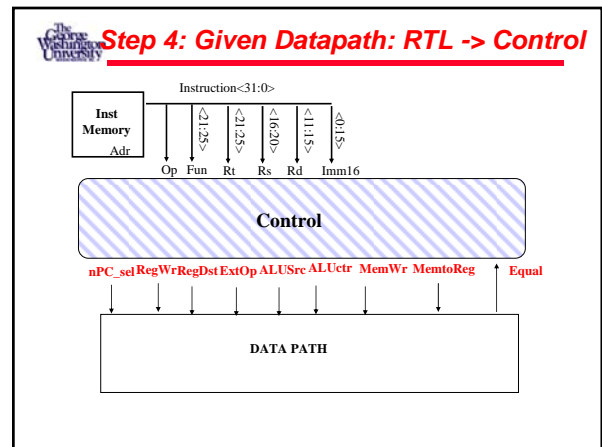 The
George
Washington
University
Step 4: Given Datapath: RTL -> Control
Instruction<31:0>
Inst
Memory
Adr
<21:25>
<21:25>
<16:20>
<11:15>
<0:15>
Op Fun Rt Rs Rd Imm16
Control
nPC_sel RegWr RegDst ExtOp ALUSrc ALUctr MemWr MemtoReg Equal
DATA PATH